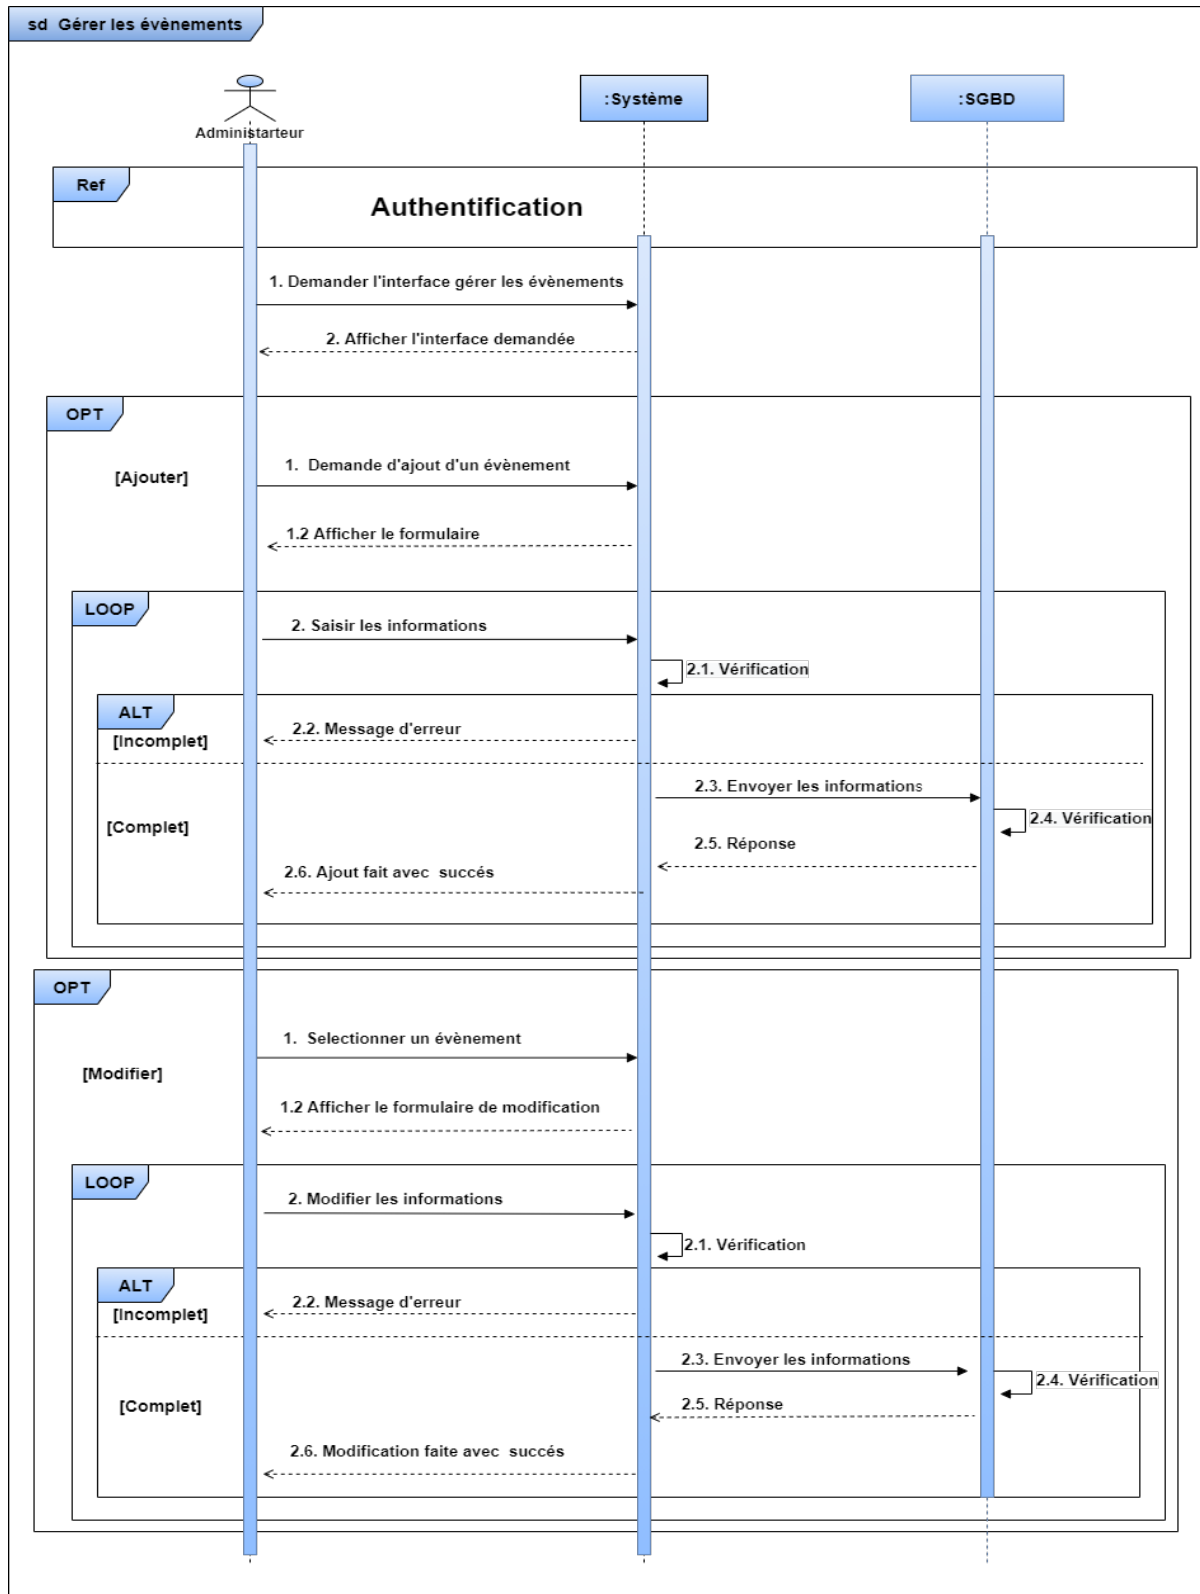 sd Gérer les évènements
:Système
:SGBD
Administarteur
Ref
Authentification
1. Demander l'interface gérer les évènements
2. Afficher l'interface demandée
OPT
[Ajouter]
1. Demande d'ajout d'un évènement
1.2 Afficher le formulaire
LOOP
2. Saisir les informations
2.1. Vérification
ALT
[Incomplet]
2.2. Message d'erreur
2.3. Envoyer les informations
[Complet]
2.4. Vérification
2.5. Réponse
2.6. Ajout fait avec succés
OPT
[Modifier]
1. Selectionner un évènement
1.2 Afficher le formulaire de modification
LOOP
2. Modifier les informations
2.1. Vérification
ALT
[Incomplet]
2.2. Message d'erreur
2.3. Envoyer les informations
2.4. Vérification
[Complet]
2.5. Réponse
2.6. Modification faite avec succés